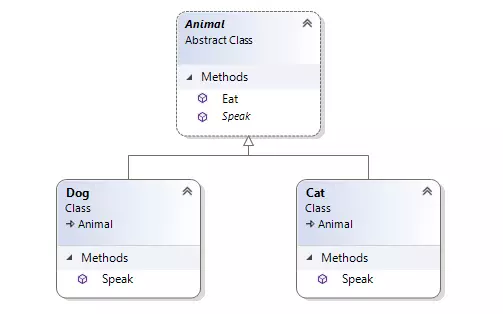 Animal
Abstract Class
Methods
Eat
Speak
Dog
Class
Animal
Methods
Speak
Cat
Class
Animal
Methods
Speak